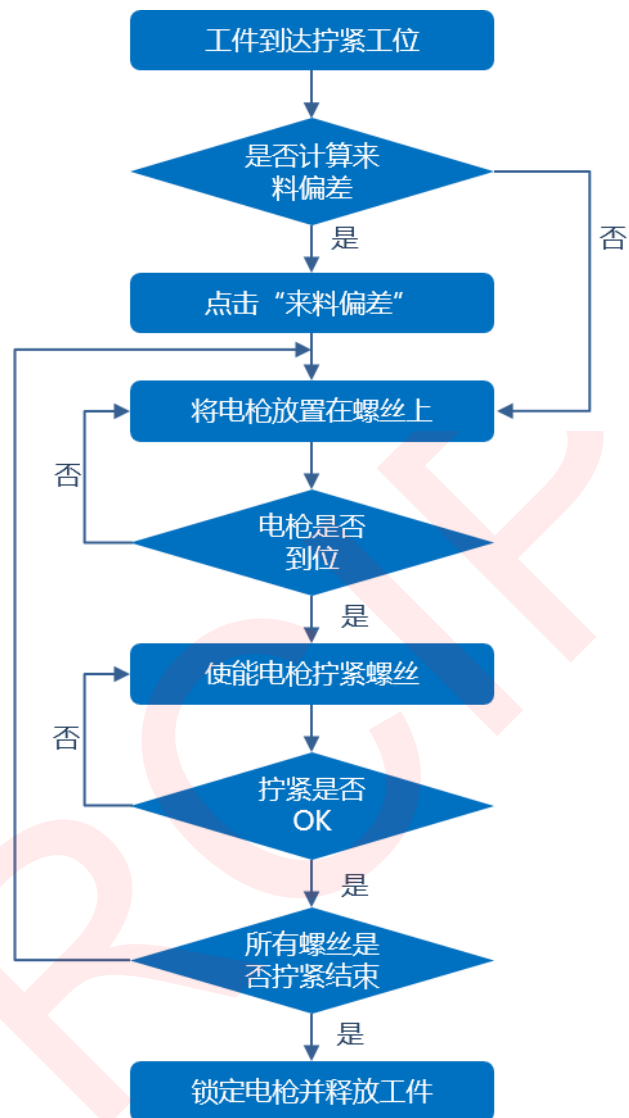 工件到达拧紧工位
是否计算来
料偏差
是
否
点击“来料偏差”
将电枪放置在螺丝上
否
电枪是否
到位
是
使能电枪拧紧螺丝
否
拧紧是否
OK
是
所有螺丝是
否拧紧结束
是
锁定电枪并释放工件